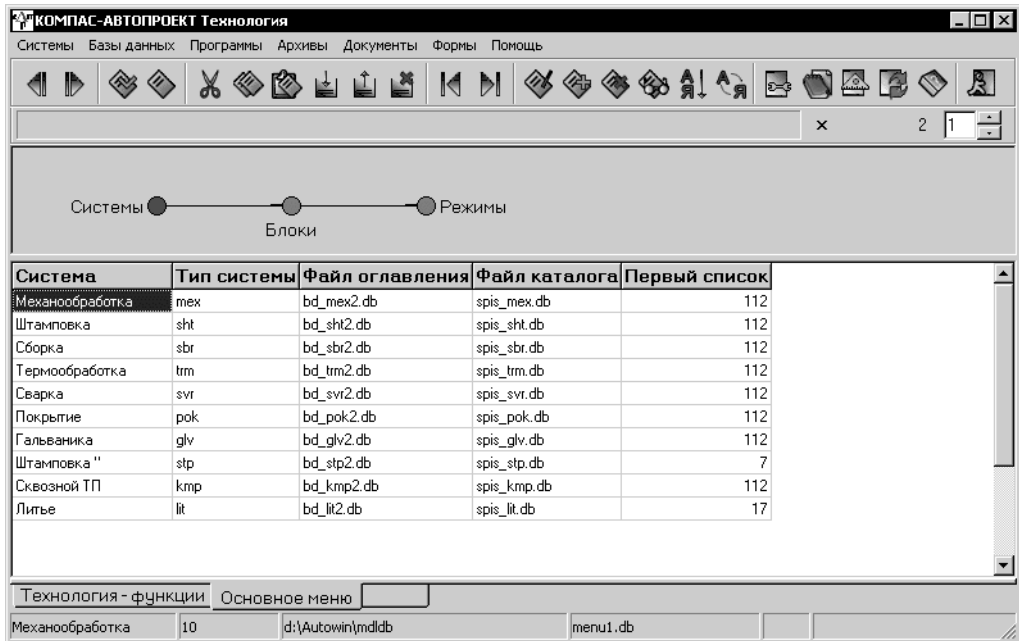 КОМПАС-АВТОПРОЕКТ Технология
Системы Базы данных Программы Архивы Документы Формы Помощь
× 2 1
Системы Режимы
Блоки
Система Тип системы Файл оглавления Файл каталога Первый список
Механообработка mex bd_mex2.db spis_mex.db 112
Штамповка sht bd_sht2.db spis_sht.db 112
Сборка sbr bd_sbr2.db spis_sbr.db 112
Термообработка trm bd_trm2.db spis_trm.db 112
Сварка svr bd_svr2.db spis_svr.db 112
Покрытие pok bd_pok2.db spis_pok.db 112
Гальваника glv bd_glv2.db spis_glv.db 112
Штамповка " stp bd_stp2.db spis_stp.db 7
Сквозной ТП kmp bd_kmp2.db spis_kmp.db 112
Литье lit bd_lit2.db spis_lit.db 17
Технология - функции Основное меню
Механообработка 10 d:\Autowin\mdldb menu1.db